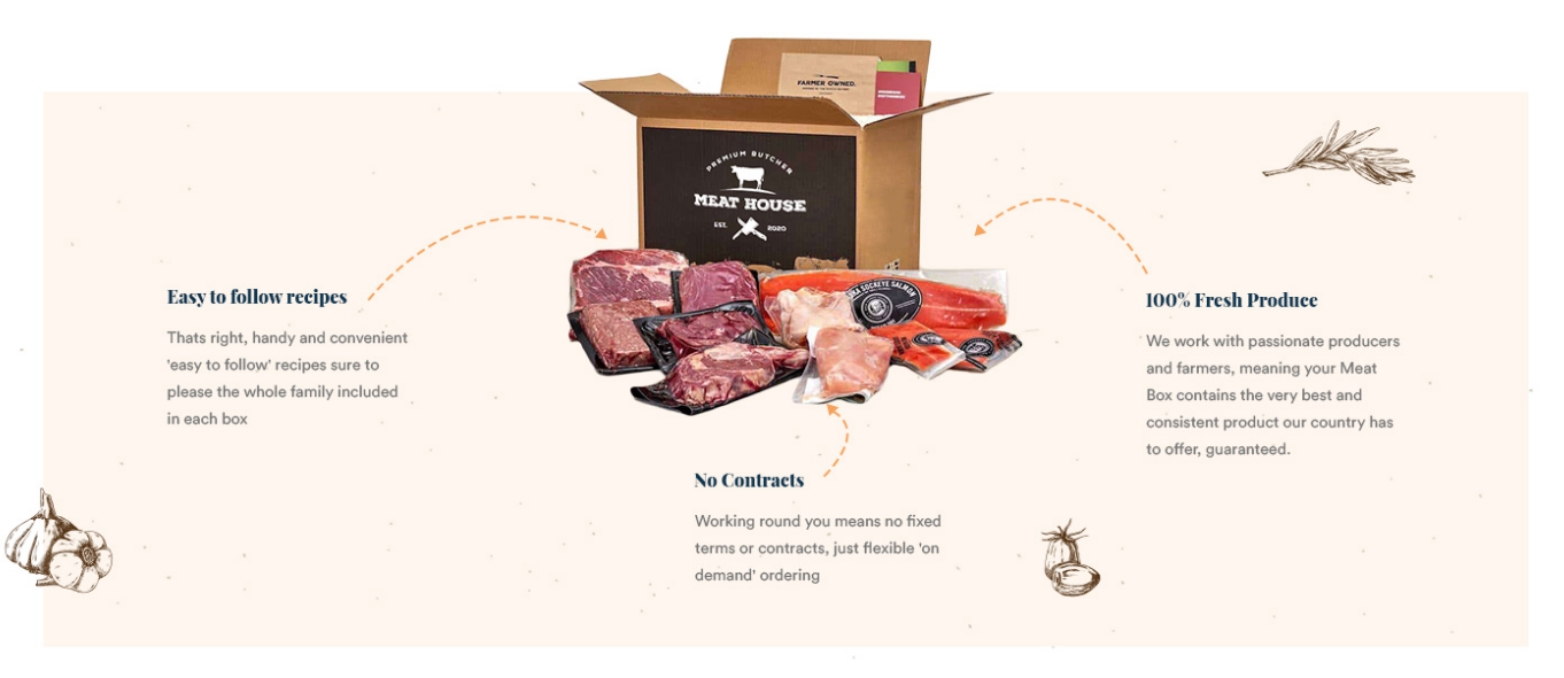 FARMER OWNED.
PREMIUM BUTCHER
MEAT HOUSE
EST. 2020
SOCKEYE SALMON
Easy to follow recipes
Thats right, handy and convenient
'easy to follow' recipes sure to
please the whole family included
in each box
No Contracts
Working round you means no fixed
terms or contracts, just flexible 'on
demand' ordering
100% Fresh Produce
We work with passionate producers
and farmers, meaning your Meat
Box contains the very best and
consistent product our country has
to offer, guaranteed.